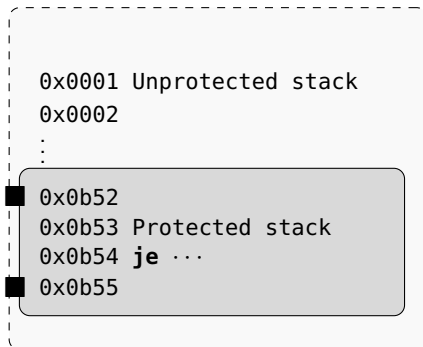 0x0001 Unprotected stack
0x0002
⋮
0x0b52
0x0b53 Protected stack
0x0b54 je ⋯
0x0b55